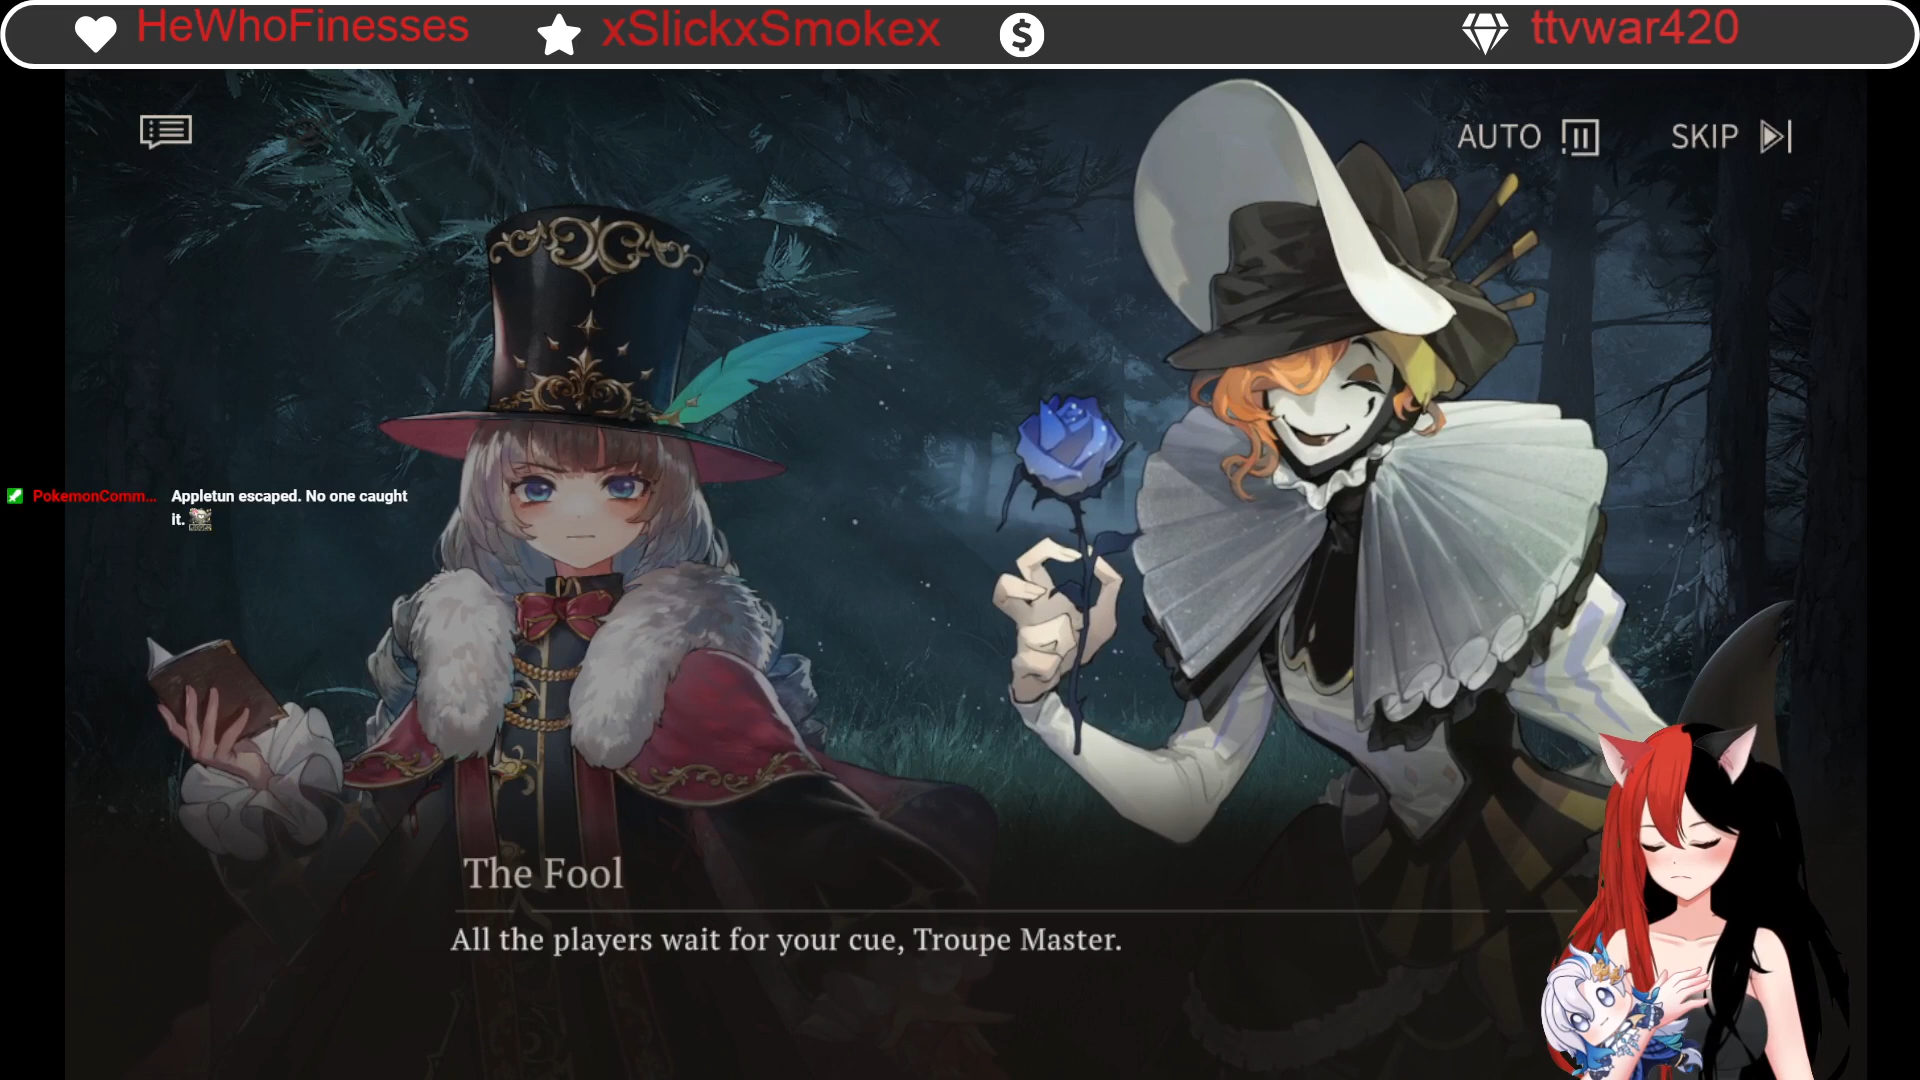 HeWhoFinesses
xSlickxSmokex
ttvwar420
AUTO
SKIP
PokemonComm... Appletun escaped. No one caught
it.
The Fool
All the players wait for your cue, Troupe Master.